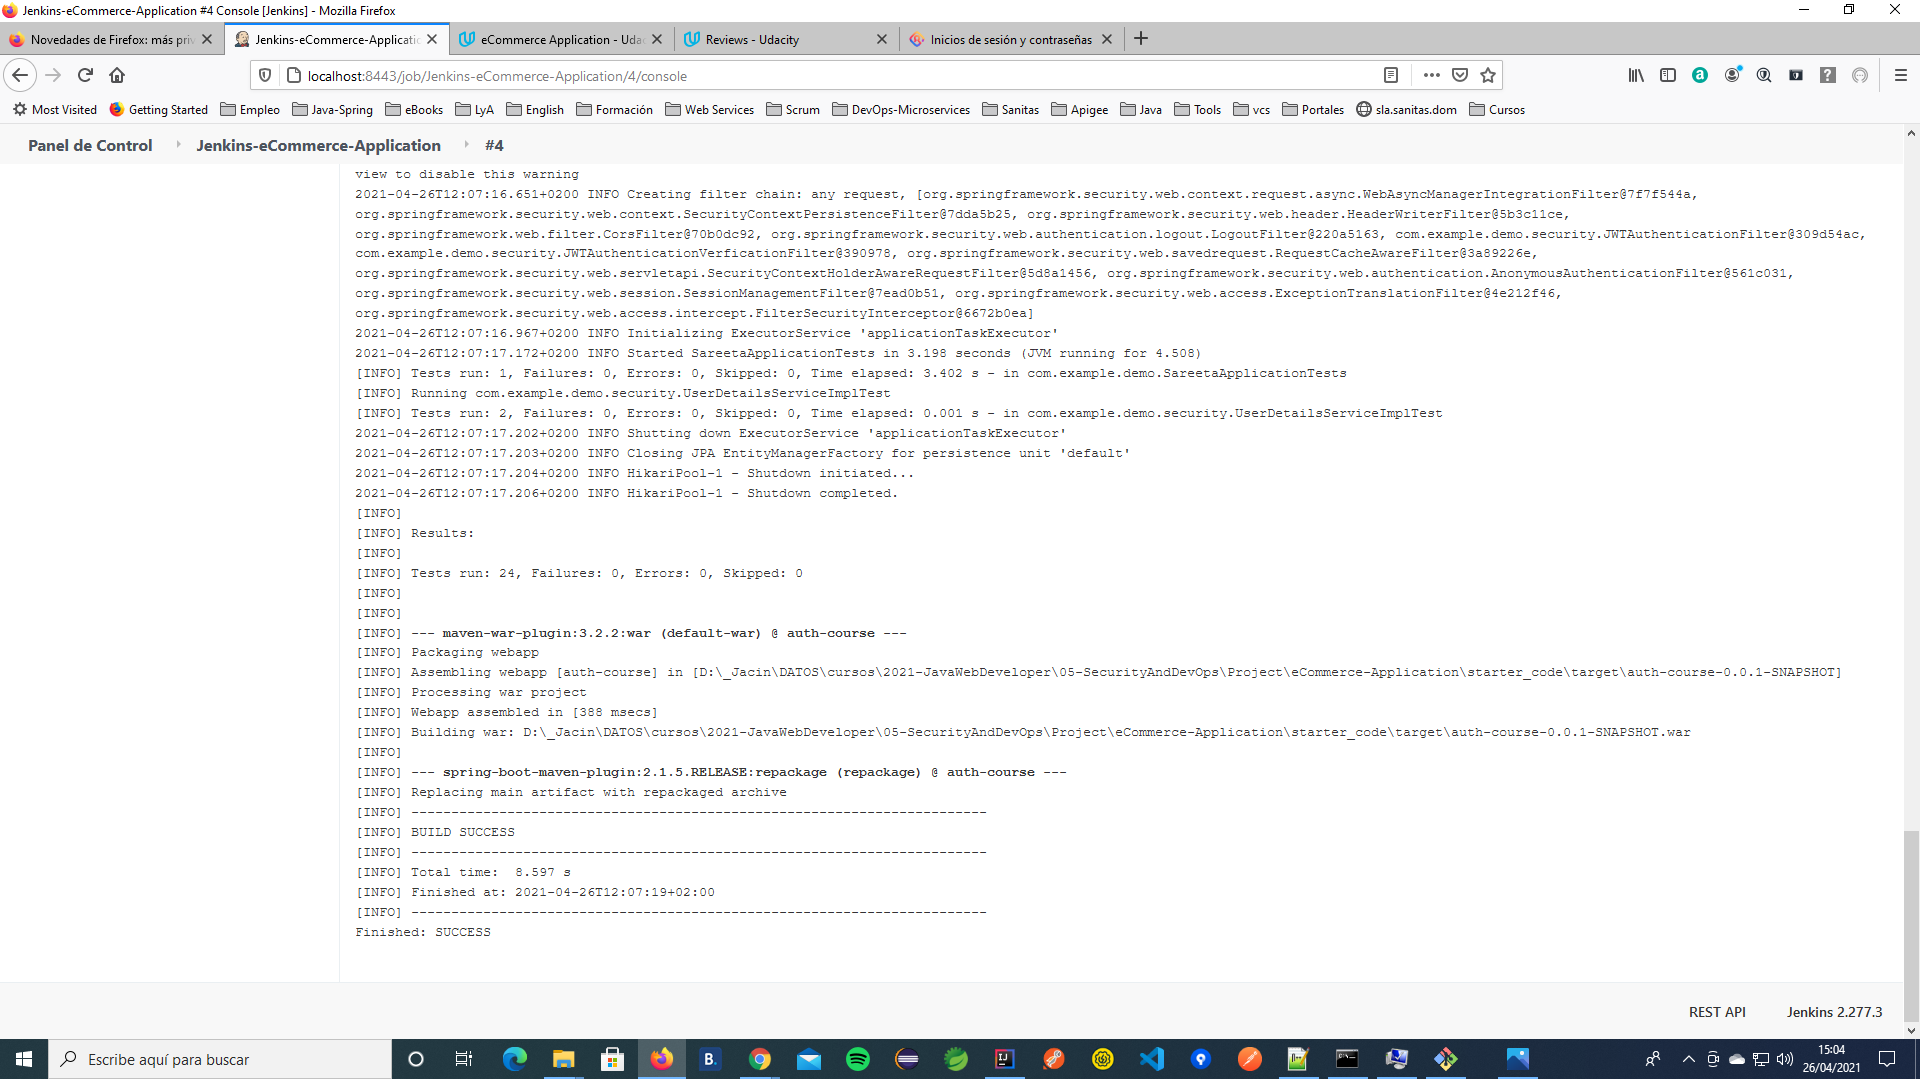 Jenkins-eCommerce-Application #4 Console [Jenkins] - Mozilla Firefox
Novedades de Firefox: más priv
Jenkins-eCommerce-Applicatio
eCommerce Application - Uda
Reviews - Udacity
Inicios de sesión y contraseñas
localhost:8443/job/Jenkins-eCommerce-Application/4/console
Most Visited Getting Started Empleo Java-Spring eBooks LyA English Formación Web Services Scrum DevOps-Microservices Sanitas Apigee Java Tools vcs Portales sla.sanitas.dom Cursos
Panel de Control Jenkins-eCommerce-Application #4
view to disable this warning
2021-04-26T12:07:16.651+0200 INFO Creating filter chain: any request, [org.springframework.security.web.context.request.async.WebAsyncManagerIntegrationFilter@7f7f544a,
org.springframework.security.web.context.SecurityContextPersistenceFilter@7dda5b25, org.springframework.security.web.header.HeaderWriterFilter@5b3c11ce,
org.springframework.web.filter.CorsFilter@70b0dc92, org.springframework.security.web.authentication.logout.LogoutFilter@220a5163, com.example.demo.security.JWTAuthenticationFilter@309d54ac,
com.example.demo.security.JWTAuthenticationVerficationFilter@390978, org.springframework.security.web.savedrequest.RequestCacheAwareFilter@3a89226e,
org.springframework.security.web.servletapi.SecurityContextHolderAwareRequestFilter@5d8a1456, org.springframework.security.web.authentication.AnonymousAuthenticationFilter@561c031,
org.springframework.security.web.session.SessionManagementFilter@7ead0b51, org.springframework.security.web.access.ExceptionTranslationFilter@4e212f46,
org.springframework.security.web.access.intercept.FilterSecurityInterceptor@6672b0ea]
2021-04-26T12:07:16.967+0200 INFO Initializing ExecutorService 'applicationTaskExecutor'
2021-04-26T12:07:17.172+0200 INFO Started SareetaApplicationTests in 3.198 seconds (JVM running for 4.508)
[INFO] Tests run: 1, Failures: 0, Errors: 0, Skipped: 0, Time elapsed: 3.402 s - in com.example.demo.SareetaApplicationTests
[INFO] Running com.example.demo.security.UserDetailsServiceImplTest
[INFO] Tests run: 2, Failures: 0, Errors: 0, Skipped: 0, Time elapsed: 0.001 s - in com.example.demo.security.UserDetailsServiceImplTest
2021-04-26T12:07:17.202+0200 INFO Shutting down ExecutorService 'applicationTaskExecutor'
2021-04-26T12:07:17.203+0200 INFO Closing JPA EntityManagerFactory for persistence unit 'default'
2021-04-26T12:07:17.204+0200 INFO HikariPool-1 - Shutdown initiated...
2021-04-26T12:07:17.206+0200 INFO HikariPool-1 - Shutdown completed.
[INFO]
[INFO] Results:
[INFO]
[INFO] Tests run: 24, Failures: 0, Errors: 0, Skipped: 0
[INFO]
[INFO]
[INFO] --- maven-war-plugin:3.2.2:war (default-war) @ auth-course ---
[INFO] Packaging webapp
[INFO] Assembling webapp [auth-course] in [D:\_Jacin\DATOS\cursos\2021-JavaWebDeveloper\05-SecurityAndDevOps\Project\eCommerce-Application\starter_code\target\auth-course-0.0.1-SNAPSHOT]
[INFO] Processing war project
[INFO] Webapp assembled in [388 msecs]
[INFO] Building war: D:\_Jacin\DATOS\cursos\2021-JavaWebDeveloper\05-SecurityAndDevOps\Project\eCommerce-Application\starter_code\target\auth-course-0.0.1-SNAPSHOT.war
[INFO]
[INFO] --- spring-boot-maven-plugin:2.1.5.RELEASE:repackage (repackage) @ auth-course ---
[INFO] Replacing main artifact with repackaged archive
[INFO] ------------------------------------------------------------------------
[INFO] BUILD SUCCESS
[INFO] ------------------------------------------------------------------------
[INFO] Total time:  8.597 s
[INFO] Finished at: 2021-04-26T12:07:19+02:00
[INFO] ------------------------------------------------------------------------
Finished: SUCCESS
REST API Jenkins 2.277.3
Escribe aquí para buscar
15:04
26/04/2021